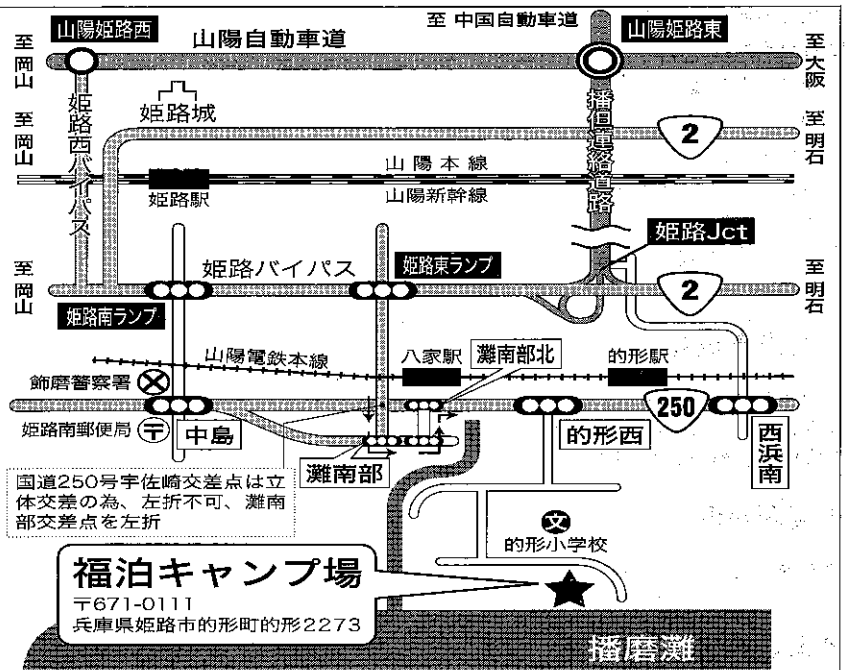 至 中国自動車道
山陽姫路西
山陽自動車道
山陽姫路東
至岡山
至大阪
姫路城
姫路西バイパス
播但連絡道路
至岡山
2
至明石
山陽本線
姫路駅
山陽新幹線
姫路Jct
姫路バイパス
姫路東ランプ
至岡山
2
至明石
姫路南ランプ
山陽電鉄本線
八家駅
灘南部北
的形駅
飾磨警察署
250
姫路南郵便局
〒
中島
灘南部
的形西
西浜南
国道250号宇佐崎交差点は立
体交差の為、左折不可、灘南
部交差点を左折
文
的形小学校
福泊キャンプ場
〒671-0111
兵庫県姫路市的形町的形2273
播磨灘